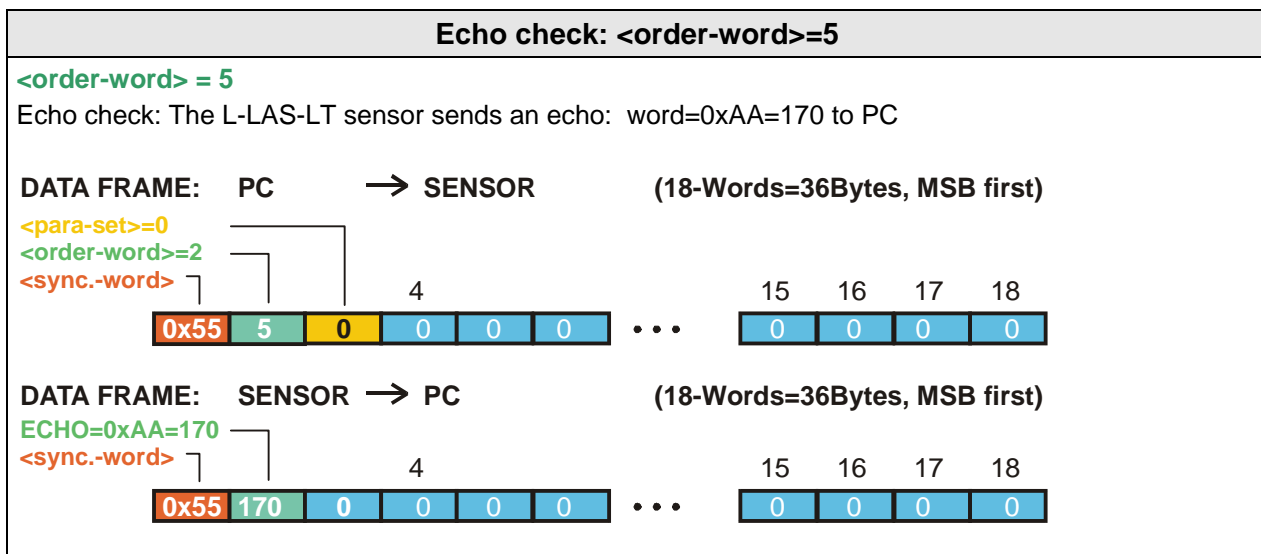 Echo check: <order-word>=5
<order-word> = 5
Echo check: The L-LAS-LT sensor sends an echo: word=0xAA=170 to PC
DATA FRAME: PC → SENSOR (18-Words=36Bytes, MSB first)
<para-set>=0
<order-word>=2
<sync.-word>
4 15 16 17 18
0x55 5 0 0 0 0 • • • 0 0 0 0
DATA FRAME: SENSOR → PC (18-Words=36Bytes, MSB first)
ECHO=0xAA=170
<sync.-word>
4 15 16 17 18
0x55 170 0 0 0 0 • • • 0 0 0 0